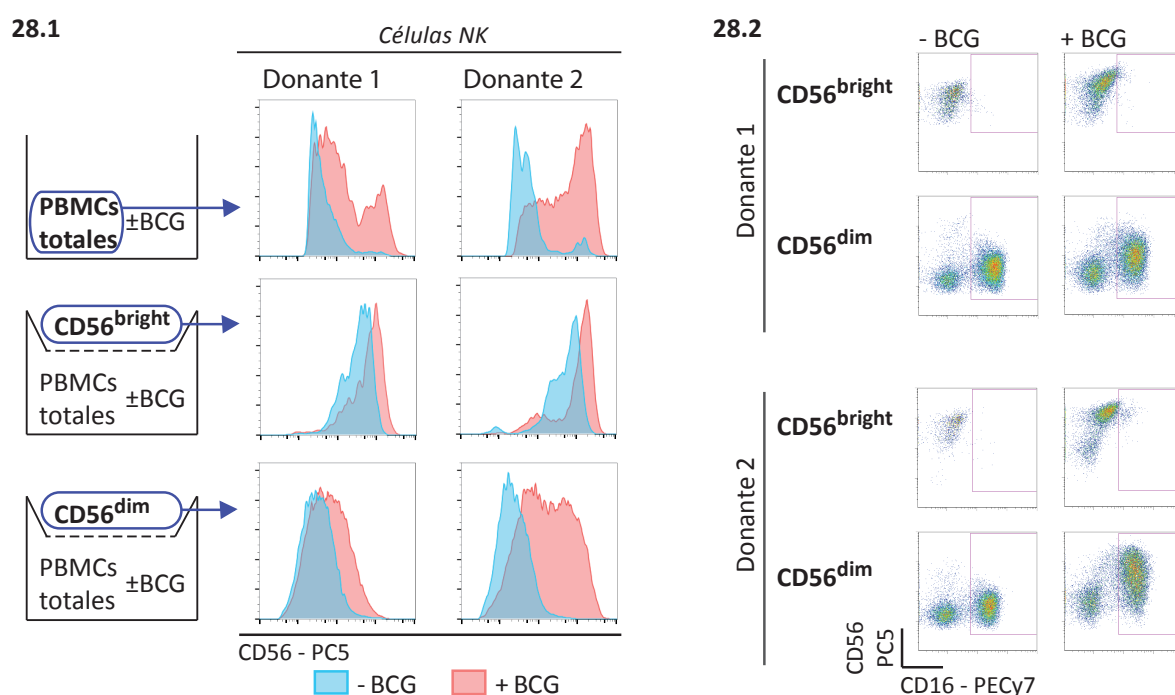 28.1
Células NK
Donante 1
Donante 2
PBMCs
totales
±BCG
CD56bright
PBMCs
totales
±BCG
CD56dim
PBMCs
totales
±BCG
CD56 - PC5
- BCG
+ BCG
28.2
- BCG
+ BCG
Donante 1
CD56bright
CD56dim
Donante 2
CD56bright
CD56dim
CD56
PC5
CD16 - PECy7